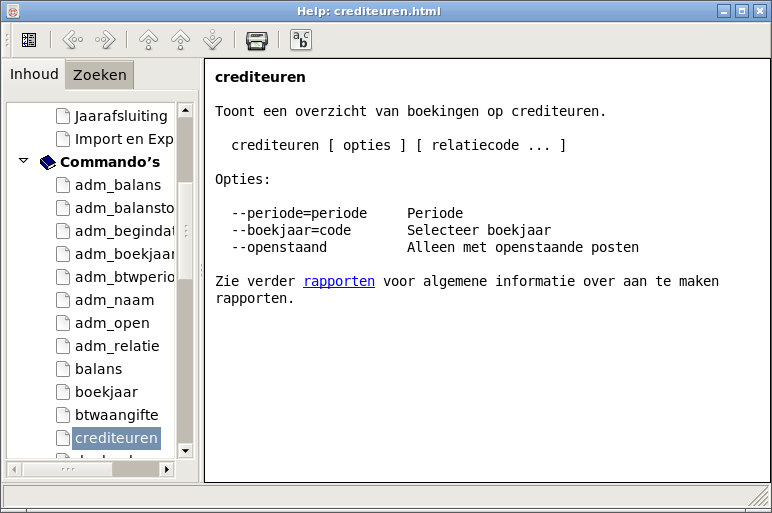 Help: crediteuren.html
a,c
b
Inhoud
Zoeken
Jaarafsluiting
Import en Exp
Commando's
adm_balans
adm_balansto
adm_begindat
adm_boekjaar
adm_btwperio
adm_naam
adm_open
adm_relatie
balans
boekjaar
btwaangifte
crediteuren
crediteuren
Toont een overzicht van boekingen op crediteuren.
crediteuren [ opties ] [ relatiecode ... ]
Opties:
--periode=periode Periode
--boekjaar=code Selecteer boekjaar
--openstaand Alleen met openstaande posten
Zie verder rapporten voor algemene informatie over aan te maken
rapporten.